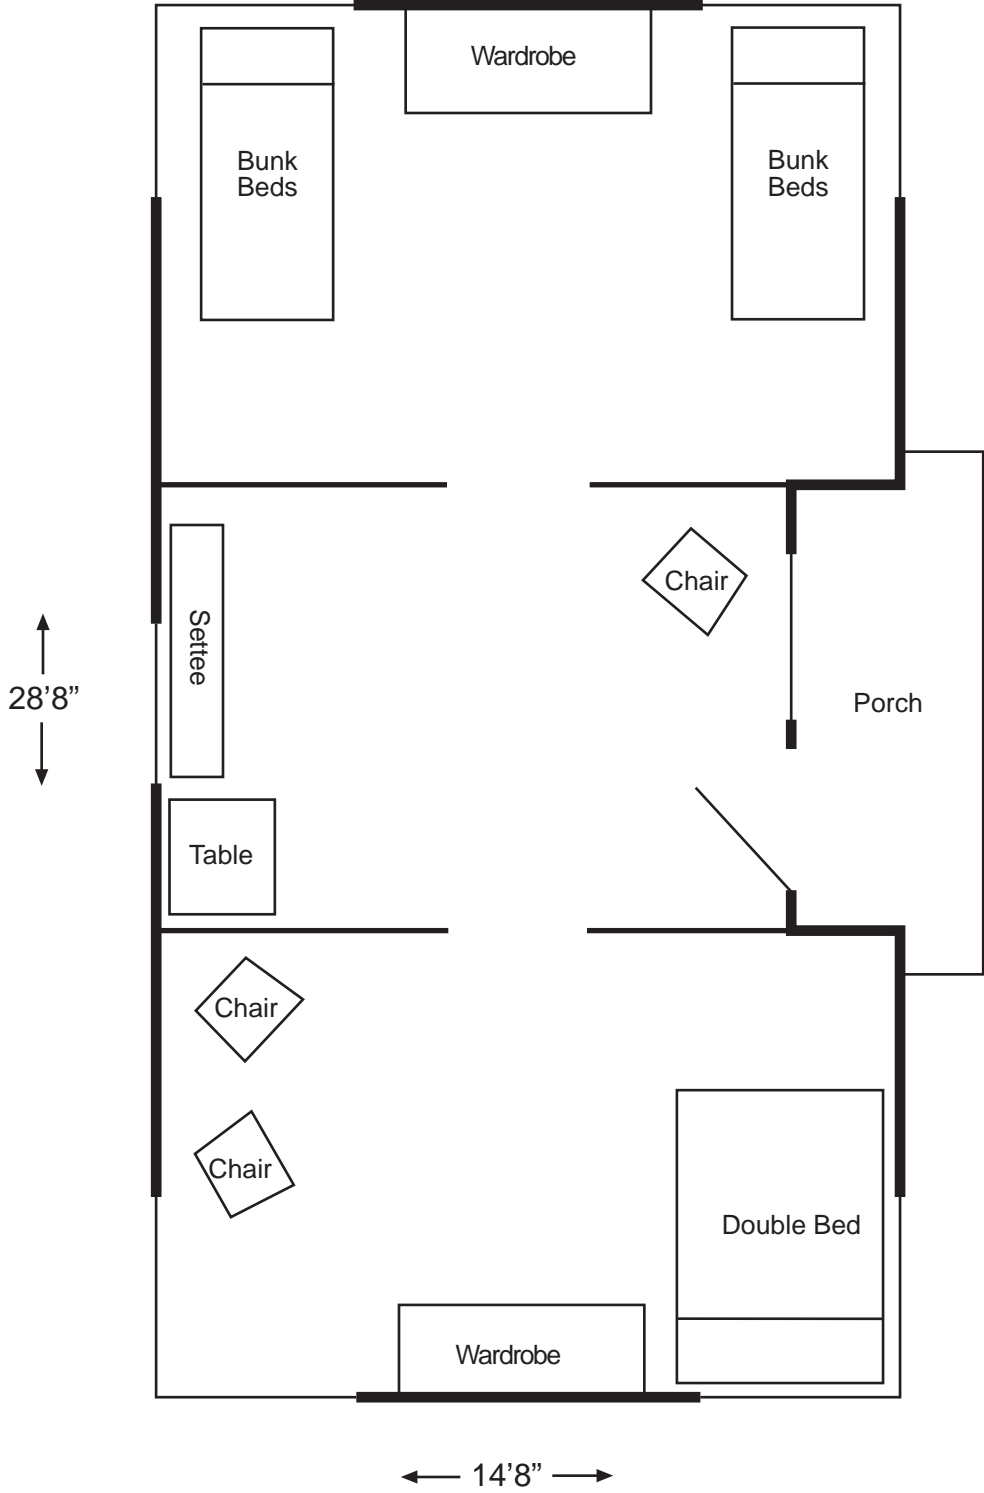 Wardrobe
Bunk
Beds
Bunk
Beds
Chair
Settee
28’8”
Porch
Table
Chair
Chair
Double Bed
Wardrobe
14’8”